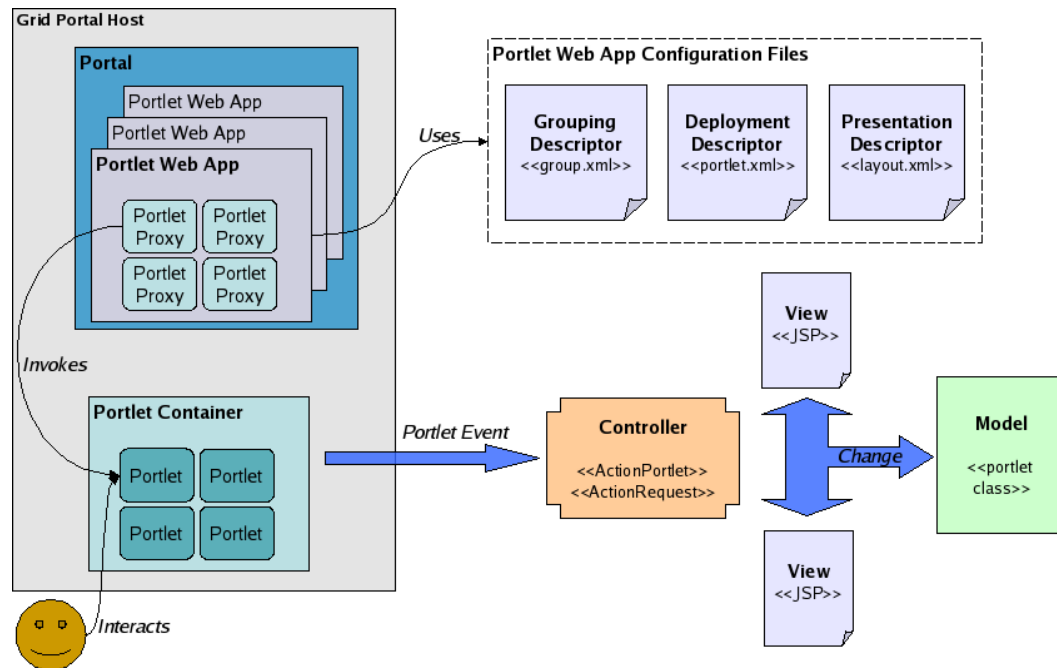 Grid Portal Host
Portal
Portlet Web App
Portlet Web App
Portlet Web App
Portlet
Proxy
Portlet
Proxy
Portlet
Proxy
Portlet
Proxy
Uses
Portlet Web App Configuration Files
Grouping
Descriptor
<<group.xml>>
Deployment
Descriptor
<<portlet.xml>>
Presentation
Descriptor
<<layout.xml>>
Invokes
Portlet Container
Portlet
Portlet
Portlet
Portlet
Interacts
Portlet Event
Controller
<<ActionPortlet>>
<<ActionRequest>>
View
<<JSP>>
Change
View
<<JSP>>
Model
<<portlet
class>>